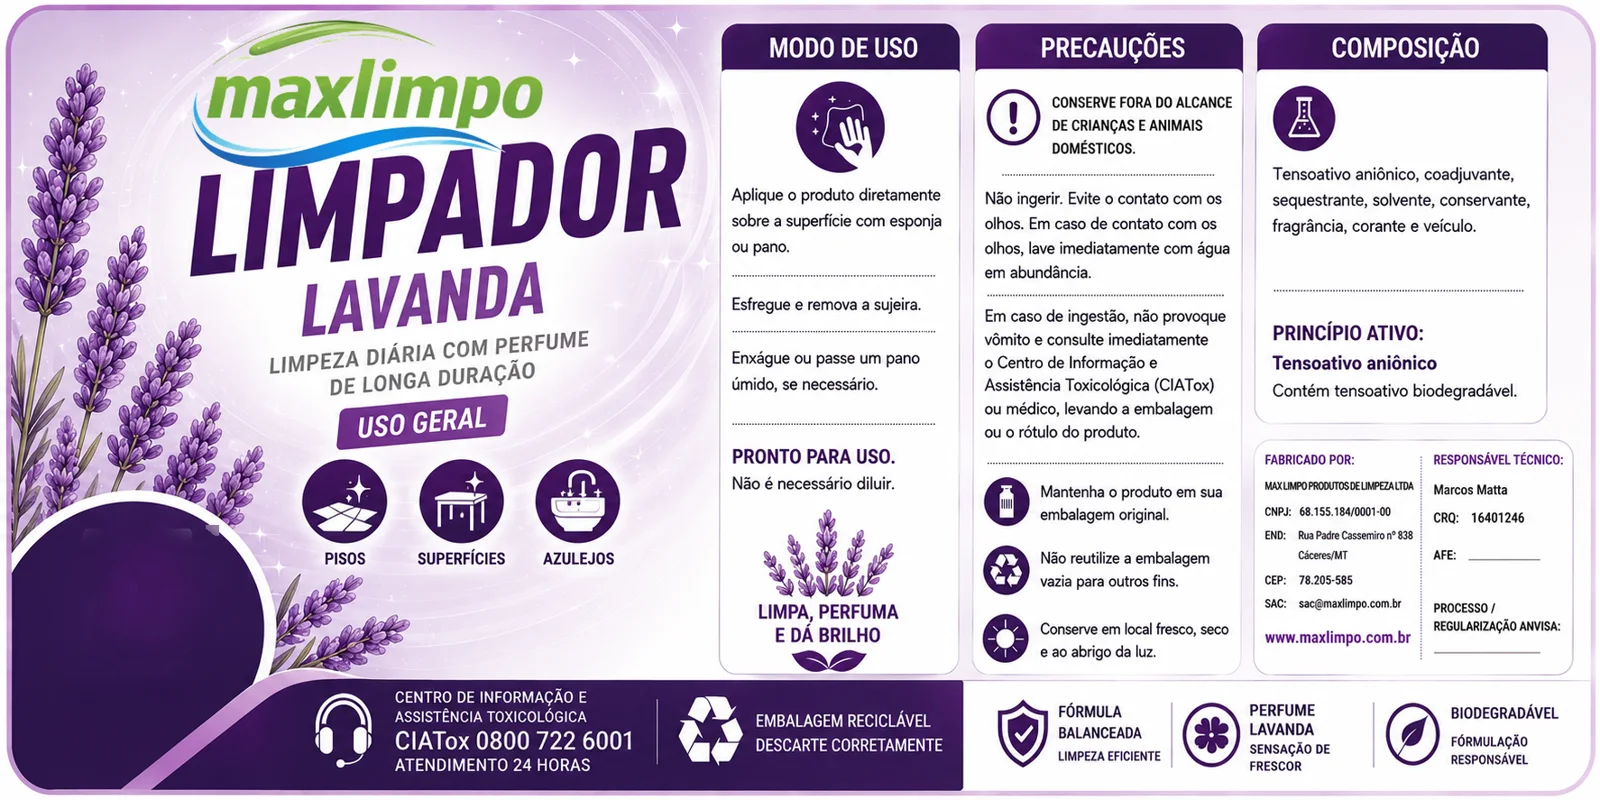 maxlimpo
LIMPADOR
LAVANDA
LIMPEZA DIÁRIA COM PERFUME
DE LONGA DURAÇÃO
USO GERAL
PISOS
SUPERFÍCIES
AZULEJOS
MODO DE USO
Aplique o produto diretamente
sobre a superfície com esponja
ou pano.
Esfregue e remova a sujeira.
Enxágue ou passe um pano
úmido, se necessário.
PRONTO PARA USO.
Não é necessário diluir.
LIMPA, PERFUMA
E DÁ BRILHO
PRECAUÇÕES
CONSERVE FORA DO ALCANCE
DE CRIANÇAS E ANIMAIS
DOMÉSTICOS.
Não ingerir. Evite o contato com os
olhos. Em caso de contato com os
olhos, lave imediatamente com água
em abundância.
Em caso de ingestão, não provoque
vômito e consulte imediatamente
o Centro de Informação e
Assistência Toxicológica (CIATox)
ou médico, levando a embalagem
ou o rótulo do produto.
Mantenha o produto em sua
embalagem original.
Não reutilize a embalagem
vazia para outros fins.
Conserve em local fresco, seco
e ao abrigo da luz.
COMPOSIÇÃO
Tensoativo aniônico, coadjuvante,
sequestrante, solvente, conservante,
fragrância, corante e veículo.
PRINCÍPIO ATIVO:
Tensoativo aniônico
Contém tensoativo biodegradável.
FABRICADO POR:
MAX LIMPO PRODUTOS DE LIMPEZA LTDA
CNPJ: 68.155.184/0001-00
END: Rua Padre Cassemiro nº 838
Cáceres/MT
CEP: 78.205-585
SAC: sac@maxlimpo.com.br
www.maxlimpo.com.br
RESPONSÁVEL TÉCNICO:
Marcos Matta
CRQ: 16401246
AFE:
PROCESSO /
REGULARIZAÇÃO ANVISA:
CENTRO DE INFORMAÇÃO E
ASSISTÊNCIA TOXICOLÓGICA
CIATox 0800 722 6001
ATENDIMENTO 24 HORAS
EMBALAGEM RECICLÁVEL
DESCARTE CORRETAMENTE
FÓRMULA
BALANCEADA
LIMPEZA EFICIENTE
PERFUME
LAVANDA
SENSAÇÃO DE
FRESCOR
BIODEGRADÁVEL
FÓRMULAÇÃO
RESPONSÁVEL